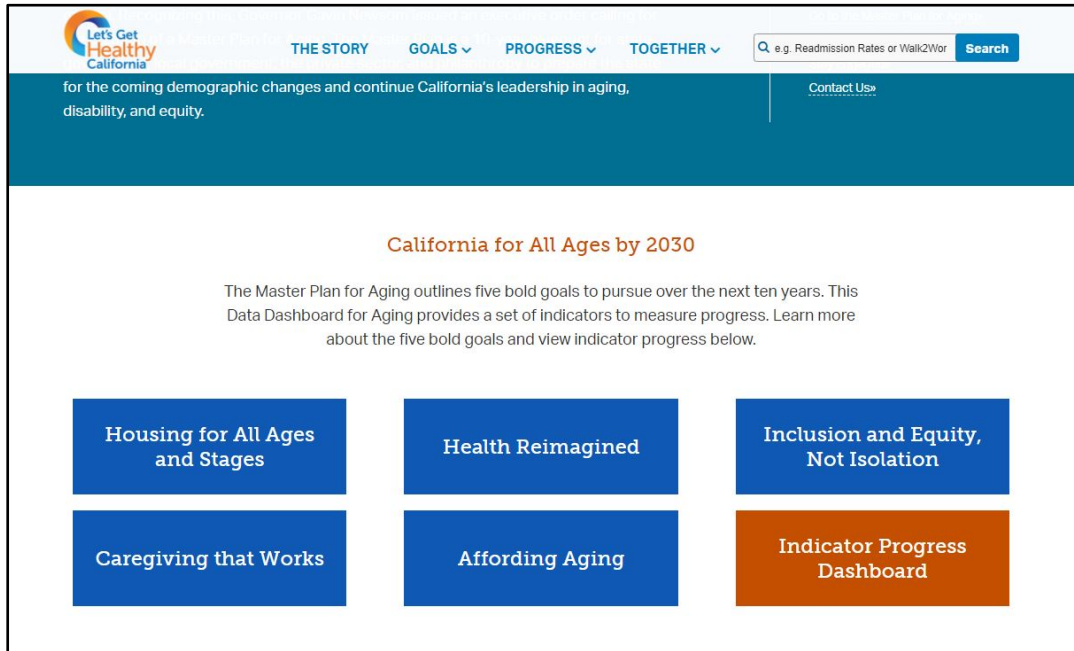 Let's Get
Healthy
California
THE STORY
GOALS
PROGRESS
TOGETHER
e.g. Readmission Rates or Walk2Wor
Search
for the coming demographic changes and continue California's leadership in aging,
disability, and equity.
Contact Us»
California for All Ages by 2030
The Master Plan for Aging outlines five bold goals to pursue over the next ten years. This
Data Dashboard for Aging provides a set of indicators to measure progress. Learn more
about the five bold goals and view indicator progress below.
Housing for All Ages
and Stages
Health Reimagined
Inclusion and Equity,
Not Isolation
Caregiving that Works
Affording Aging
Indicator Progress
Dashboard